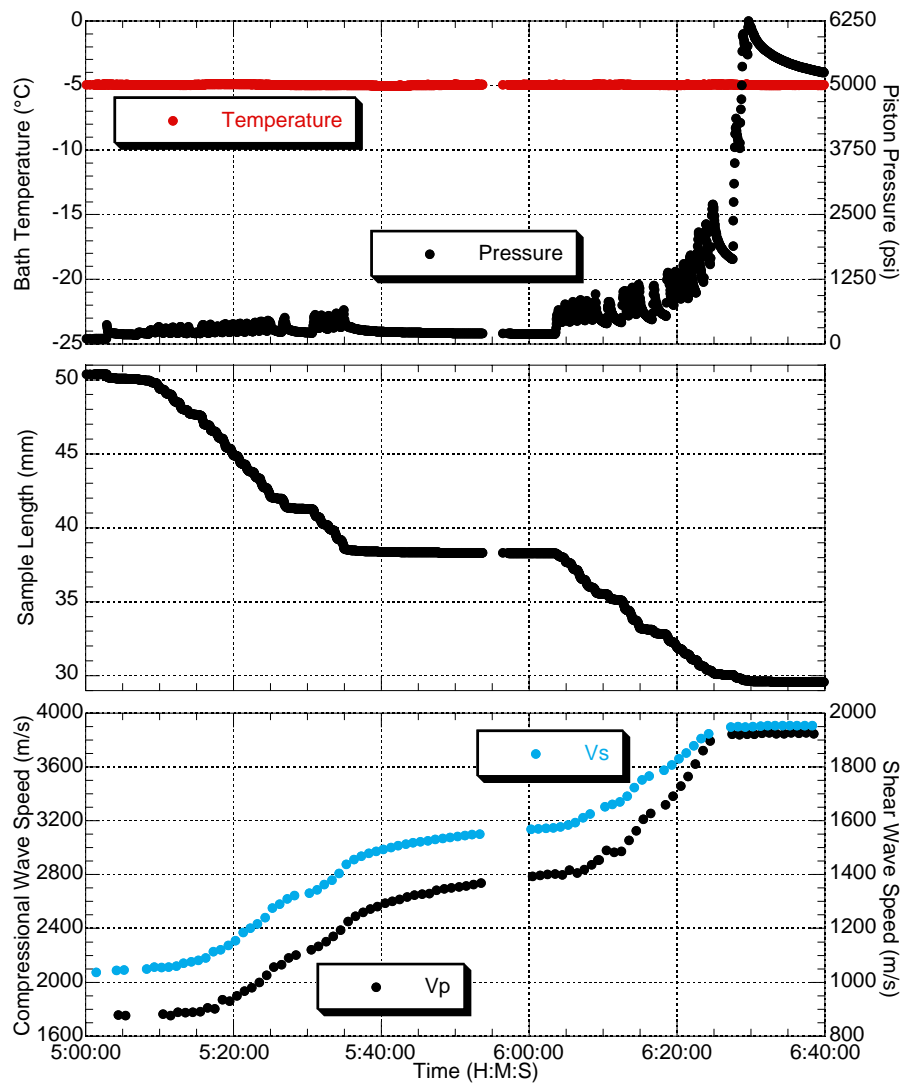 0
-5
-10
-15
-20
-25
Bath Temperature (°C)
6250
5000
3750
2500
1250
0
Piston Pressure (psi)
Temperature
Pressure
50
45
40
35
30
Sample Length (mm)
4000
3600
3200
2800
2400
2000
1600
Compressional Wave Speed (m/s)
2000
1800
1600
1400
1200
1000
800
Shear Wave Speed (m/s)
Vs
Vp
5:00:00 5:20:00 5:40:00 6:00:00 6:20:00 6:40:00
Time (H:M:S)